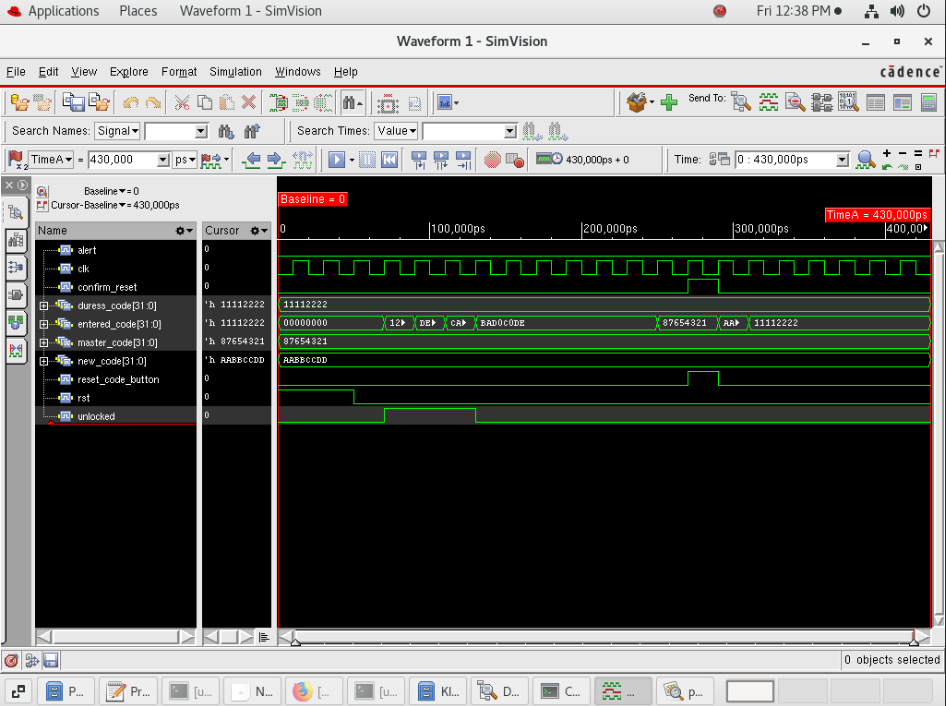 Applications Places Waveform 1 - SimVision Fri 12:38 PM
Waveform 1 - SimVision
File Edit View Explore Format Simulation Windows Help cādence
Send To:
Search Names: Signal Search Times: Value
TimeA = 430,000 ps 430,000ps + 0 Time: 0 : 430,000ps
Baseline = 0
Cursor-Baseline = 430,000ps
Baseline = 0
TimeA = 430,000ps
Name Cursor 0 100,000ps 200,000ps 300,000ps 400,00
alert 0
clk 0
confirm_reset 0
duress_code[31:0] 'h 11112222 11112222
entered_code[31:0] 'h 11112222 00000000 12 DE CA BAD0C0DE 87654321 AA 11112222
master_code[31:0] 'h 87654321 87654321
new_code[31:0] 'h AABBCCDD AABBCCDD
reset_code_button 0
rst 0
unlocked 0
0 objects selected
P... Pr... [u... N... [... [u... Kl... D... C... ... p...